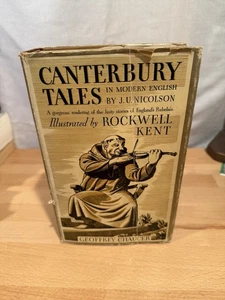 CANTERBURY
TALES IN MODERN ENGLISH
BY J. U. NICOLSON
A gorgeous rendering of the lusty stories of England's Rabelais
Illustrated by ROCKWELL
KENT
GEOFFREY CHAUCER